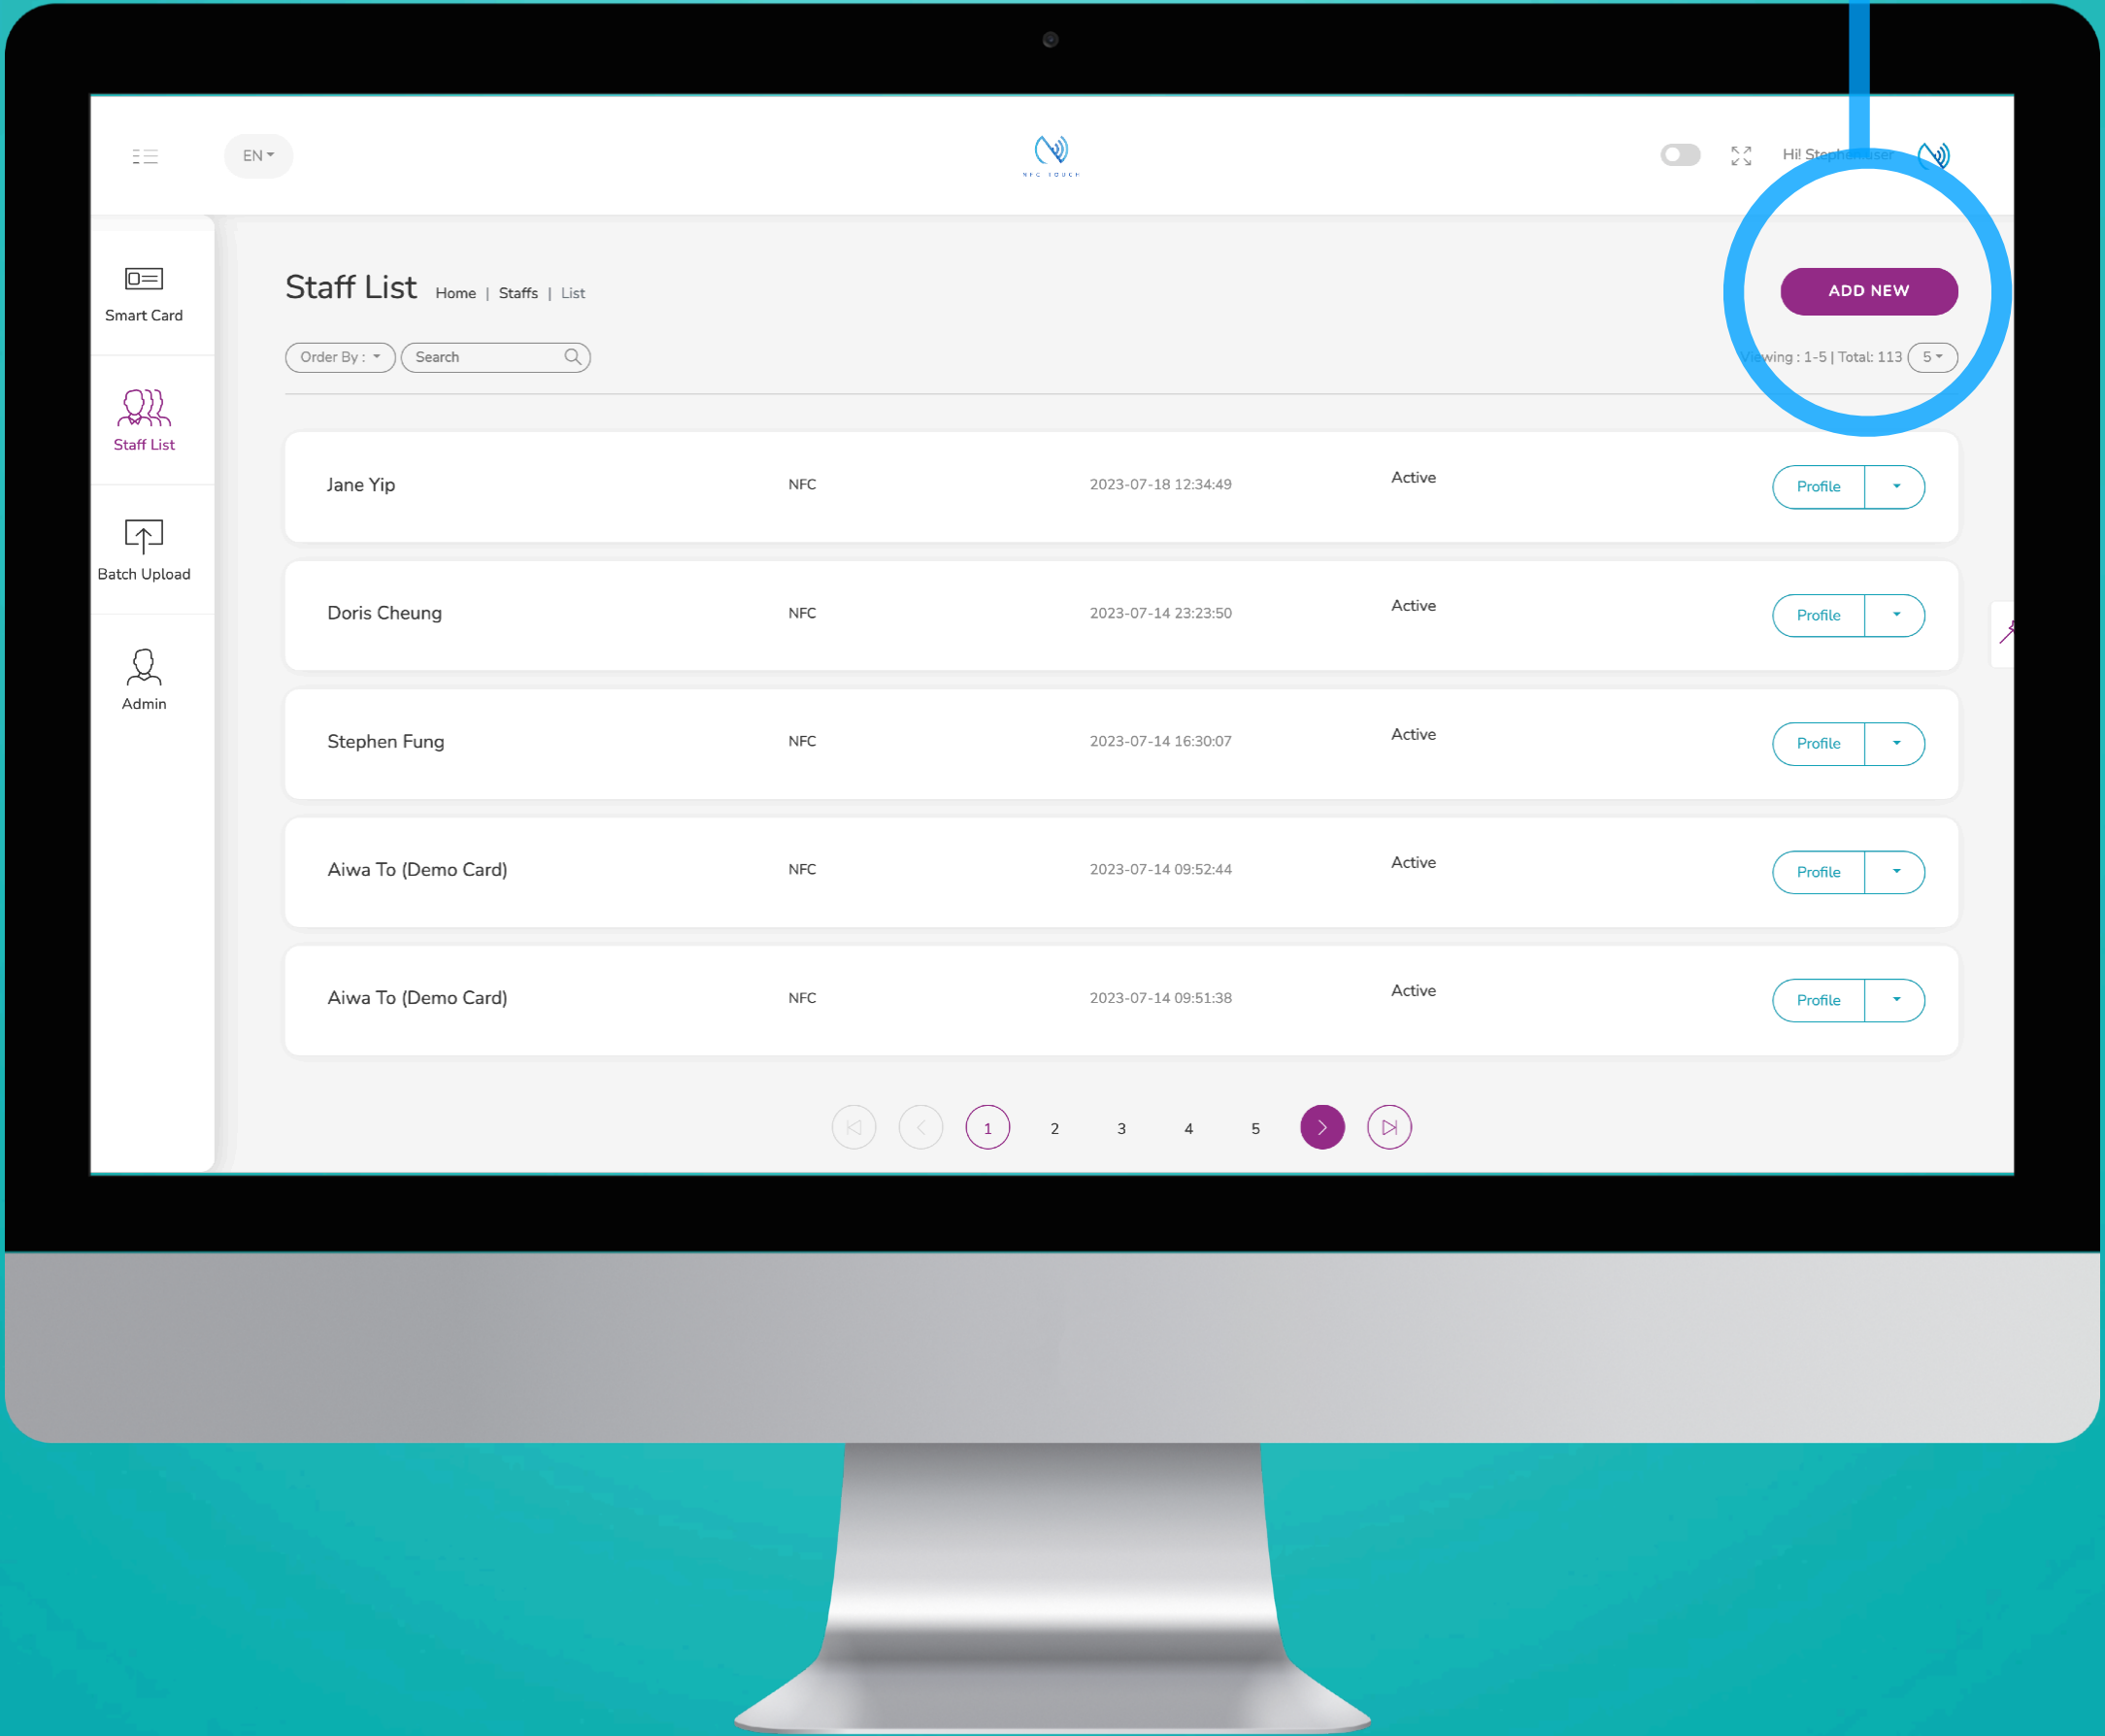 EN
NFC TOUCH
Hi!
Smart Card
Staff List
Batch Upload
Admin
Staff List Home | Staffs | List
ADD NEW
Order By : Search
Viewing : 1-5 | Total: 113 5
Jane Yip NFC 2023-07-18 12:34:49 Active Profile
Doris Cheung NFC 2023-07-14 23:23:50 Active Profile
Stephen Fung NFC 2023-07-14 16:30:07 Active Profile
Aiwa To (Demo Card) NFC 2023-07-14 09:52:44 Active Profile
Aiwa To (Demo Card) NFC 2023-07-14 09:51:38 Active Profile
1 2 3 4 5